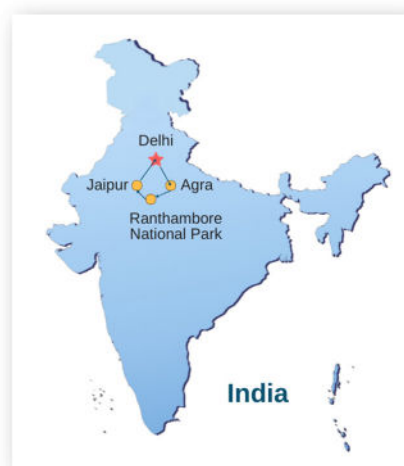 Delhi
Jaipur
Agra
Ranthambore
National Park
India